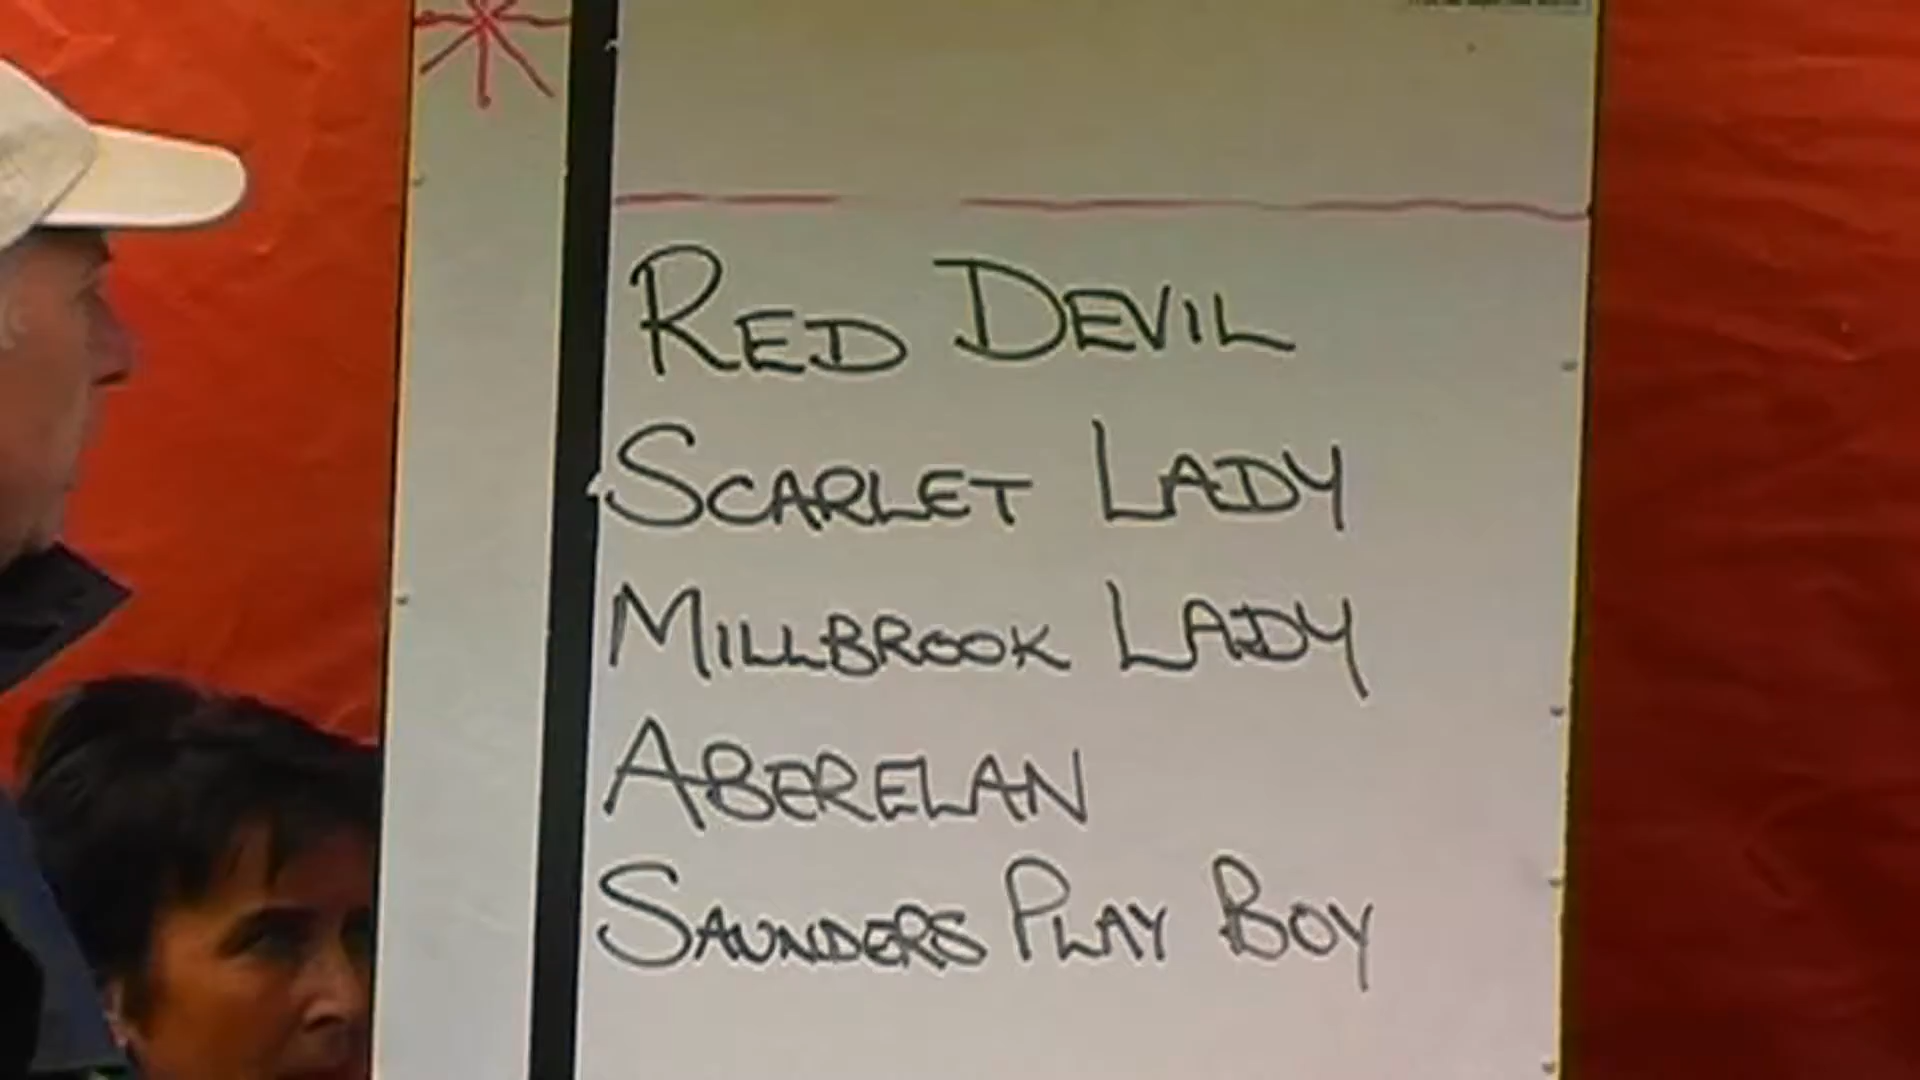 RED DEVIL
SCARLET LADY
MILLBROOK LADY
ABERELAN
SAUNDERS PLAY BOY